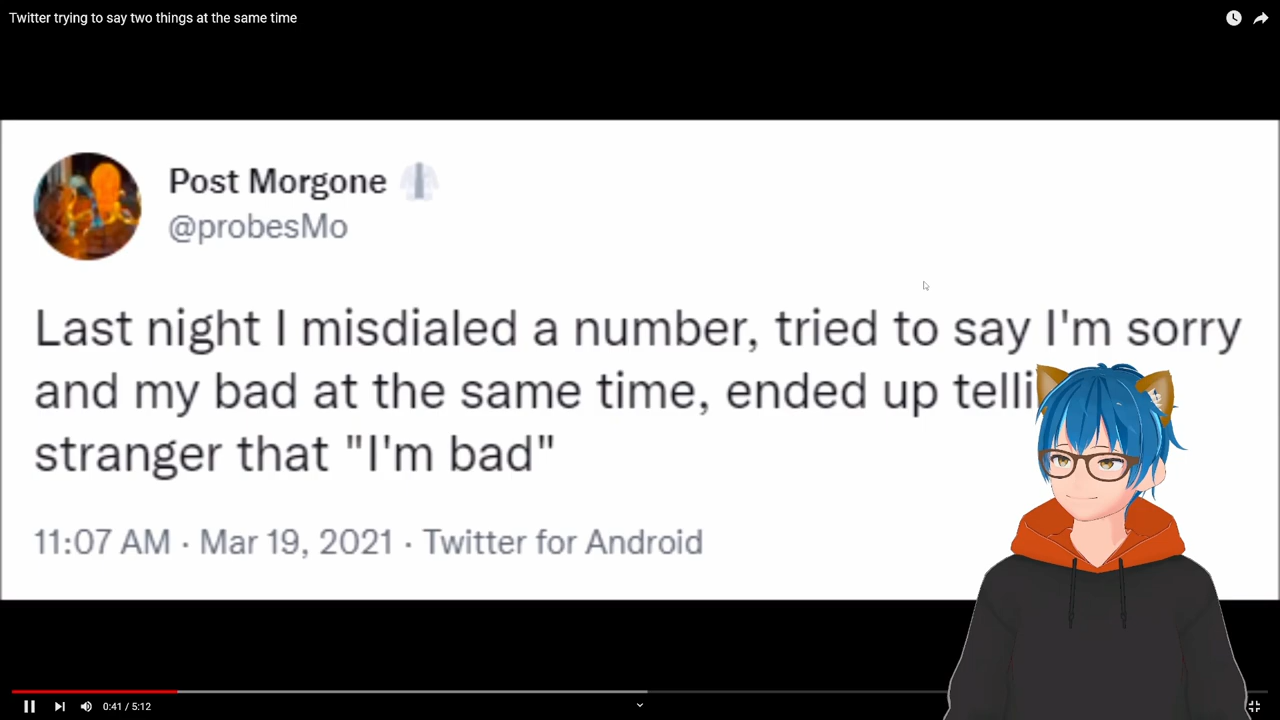 Twitter trying to say two things at the same time
Post Morgone
@probesMo
Last night I misdialed a number, tried to say I'm sorry
and my bad at the same time, ended up telli
stranger that "I'm bad"
11:07 AM · Mar 19, 2021 · Twitter for Android
0:41 / 5:12